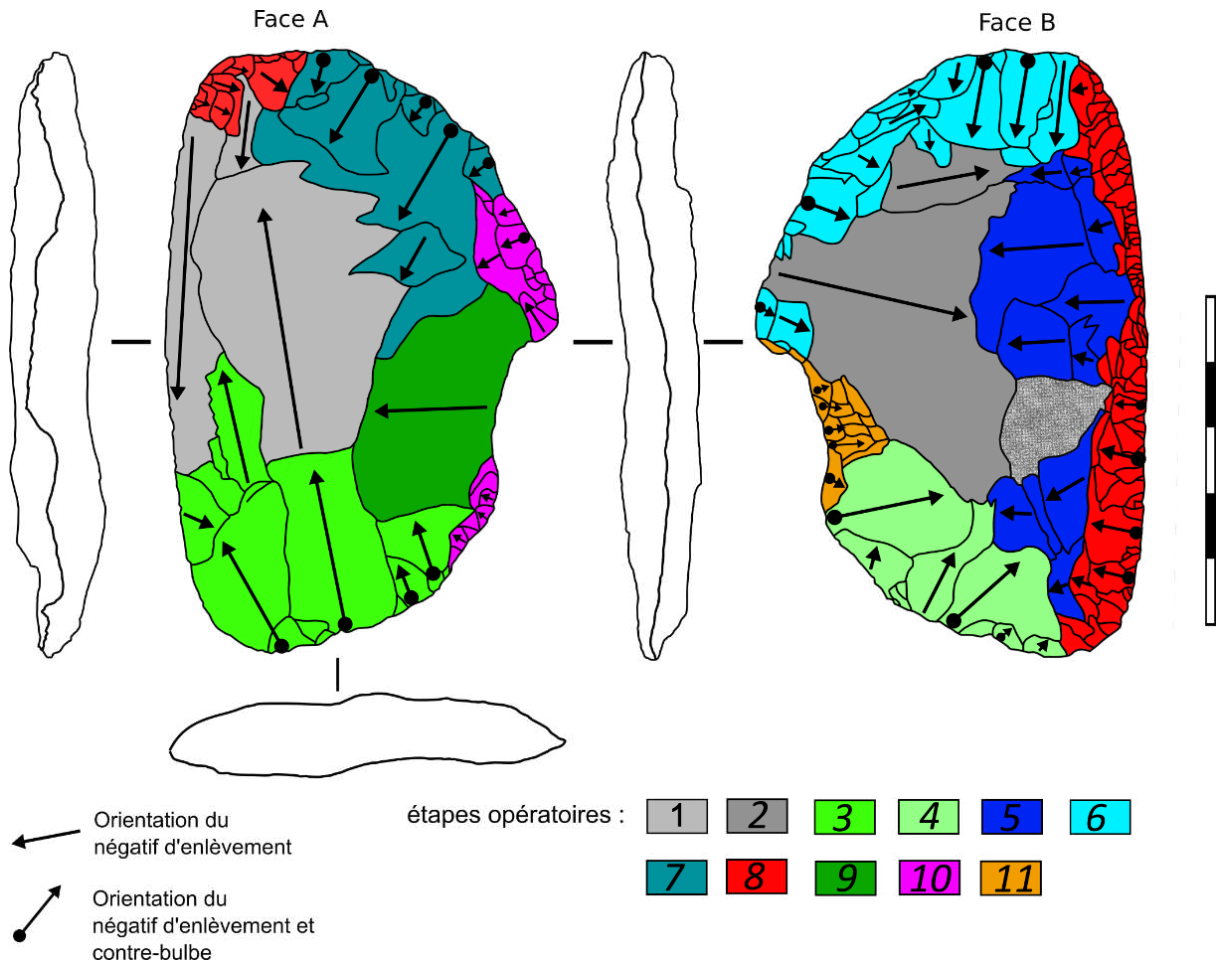 Face A
Face B
Orientation du
négatif d'enlèvement
Orientation du
négatif d'enlèvement et
contre-bulbe
étapes opératoires :
1 2 3 4 5 6
7 8 9 10 11